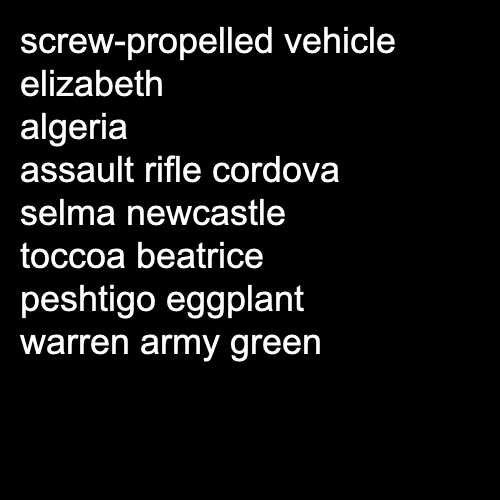 screw-propelled vehicle
elizabeth
algeria
assault rifle cordova
selma newcastle
toccoa beatrice
peshtigo eggplant
warren army green